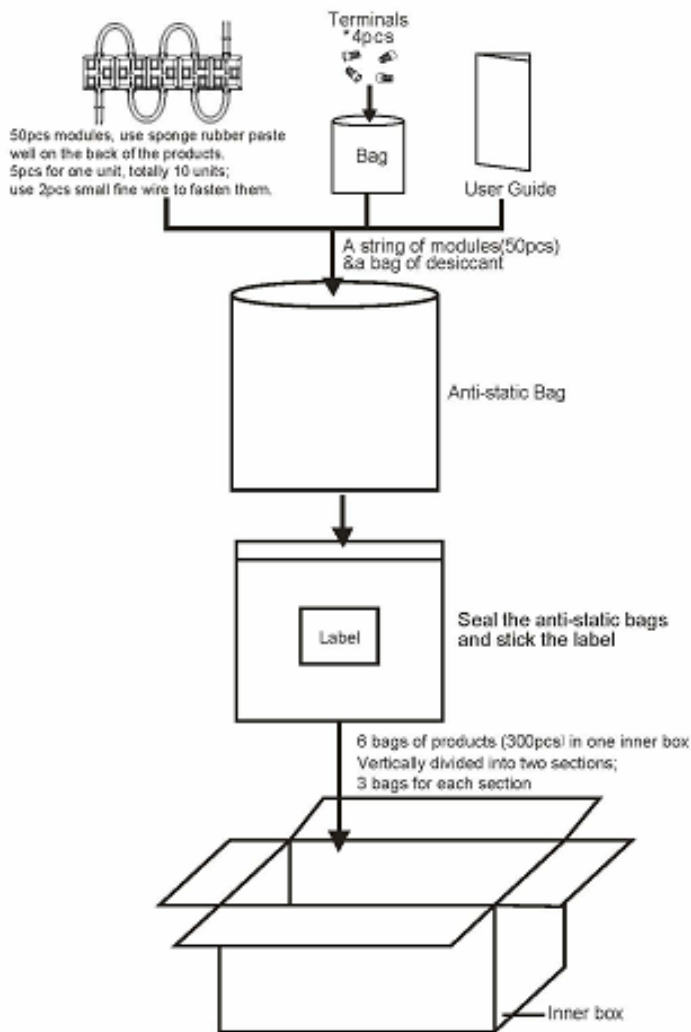 Terminals
*4pcs
50pcs modules, use sponge rubber paste
well on the back of the products.
5pcs for one unit, totally 10 units;
use 2pcs small fine wire to fasten them.
Bag
User Guide
A string of modules(50pcs)
&a bag of desiccant
Anti-static Bag
Label
Seal the anti-static bags
and stick the label
6 bags of products (300pcs) in one inner box
Vertically divided into two sections;
3 bags for each section
Inner box